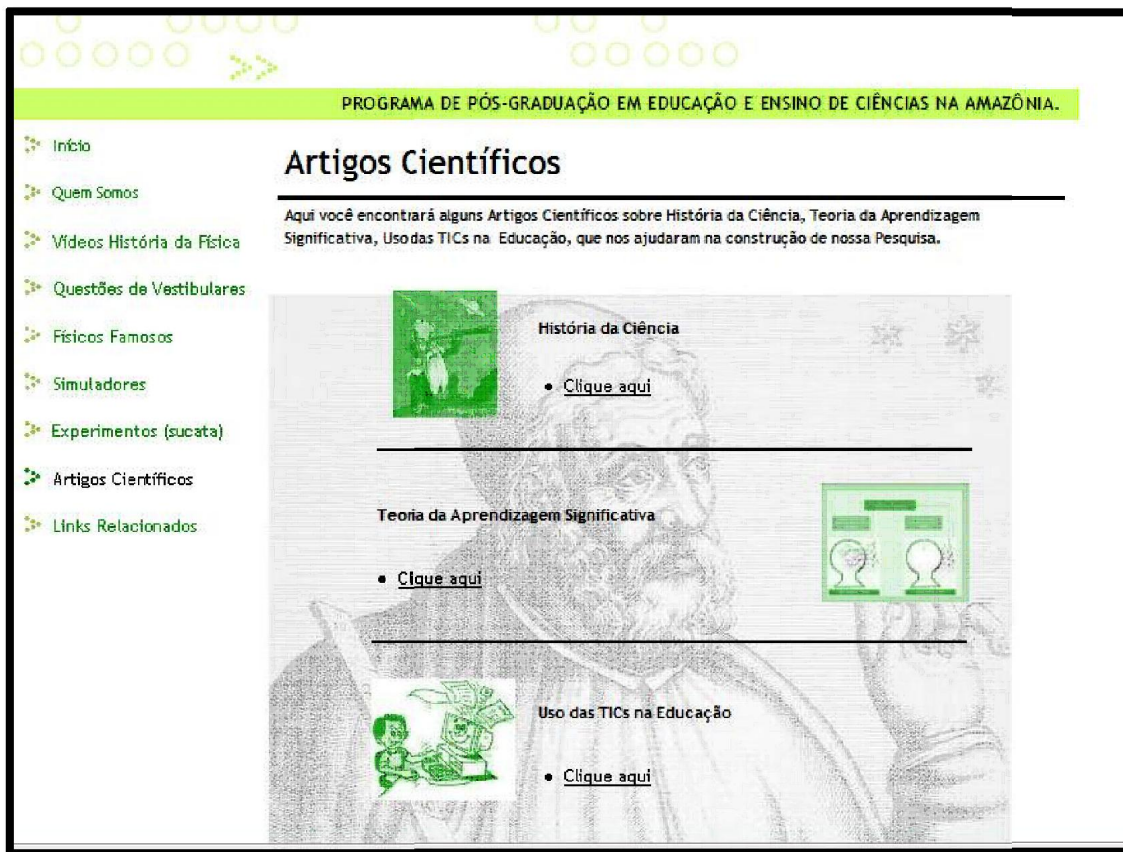 PROGRAMA DE PÓS-GRADUAÇÃO EM EDUCAÇÃO E ENSINO DE CIÊNCIAS NA AMAZÔNIA.
Início
Quem Somos
Vídeos História da Física
Questões de Vestibulares
Físicos Famosos
Simuladores
Experimentos (sucata)
Artigos Científicos
Links Relacionados
Artigos Científicos
Aqui você encontrará alguns Artigos Científicos sobre História da Ciência, Teoria da Aprendizagem
Significativa, Usodas TICs na Educação, que nos ajudaram na construção de nossa Pesquisa.
História da Ciência
• Clique aqui
Teoria da Aprendizagem Significativa
• Cique aqui
Uso das TICs na Educação
• Clique aqui